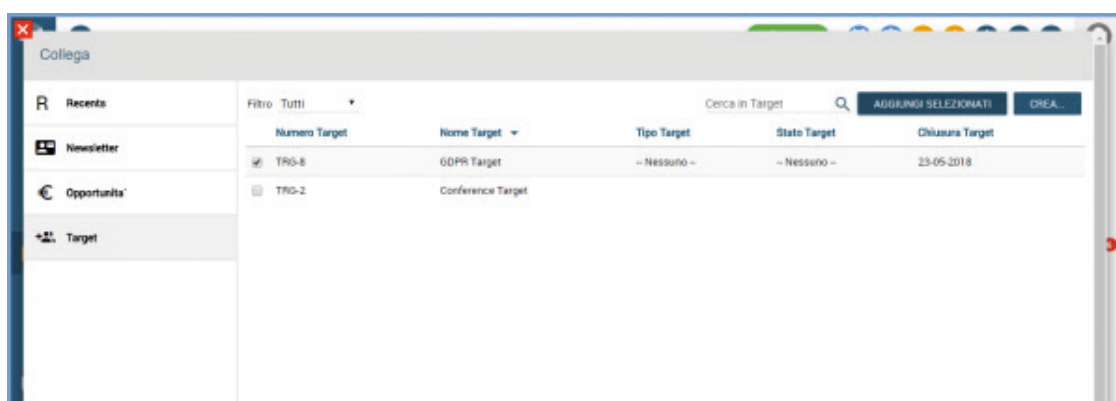 Collega
R Recents
Newsletter
€ Opportunita'
Target
Filtro Tutti
Cerca in Target
AGGIUNGI SELEZIONATI
CREA...
Numero Target Nome Target Tipo Target Stato Target Chiusura Target
TRG-8 GDPR Target -- Nessuno -- -- Nessuno -- 23-05-2018
TRG-2 Conference Target